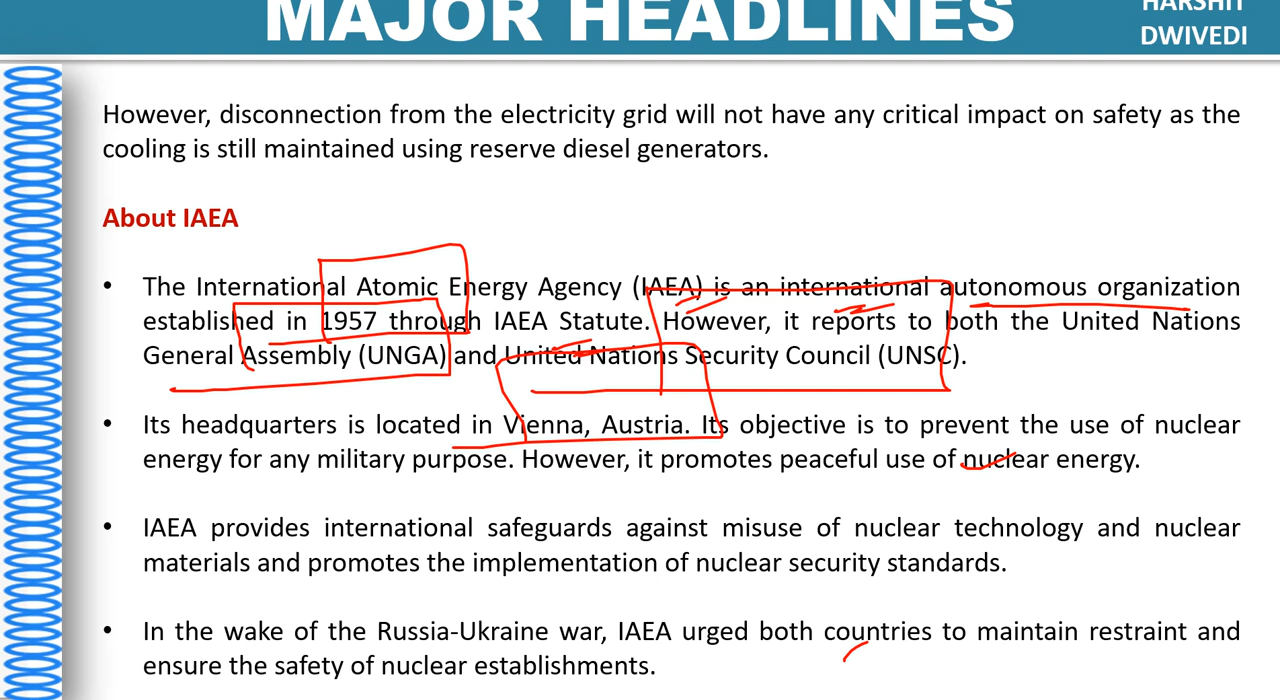 MAJOR HEADLINES
HARSHIT
DWIVEDI
However, disconnection from the electricity grid will not have any critical impact on safety as the
cooling is still maintained using reserve diesel generators.
About IAEA
• The International Atomic Energy Agency (IAEA) is an international autonomous organization
established in 1957 through IAEA Statute. However, it reports to both the United Nations
General Assembly (UNGA) and United Nations Security Council (UNSC).
• Its headquarters is located in Vienna, Austria. Its objective is to prevent the use of nuclear
energy for any military purpose. However, it promotes peaceful use of nuclear energy.
• IAEA provides international safeguards against misuse of nuclear technology and nuclear
materials and promotes the implementation of nuclear security standards.
• In the wake of the Russia-Ukraine war, IAEA urged both countries to maintain restraint and
ensure the safety of nuclear establishments.